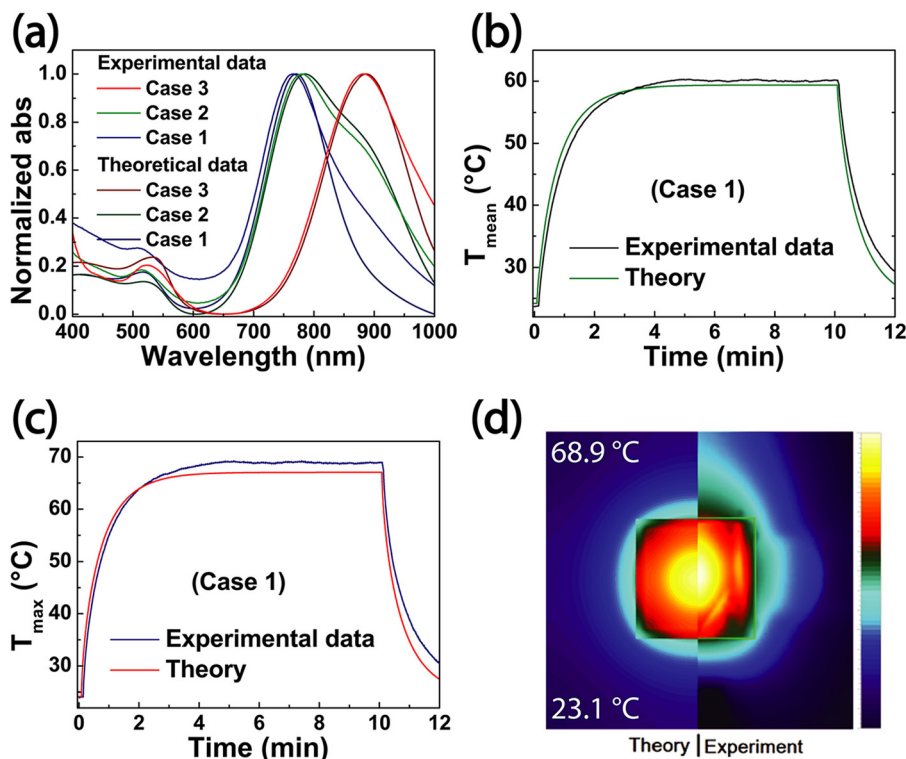 (a)
Experimental data
Case 3
Case 2
Case 1
Theoretical data
Case 3
Case 2
Case 1
Normalized abs
1.0
0.8
0.6
0.4
0.2
0.0
400 500 600 700 800 900 1000
Wavelength (nm)
(b)
T_mean (°C)
60
50
40
30
(Case 1)
Experimental data
Theory
0 2 4 6 8 10 12
Time (min)
(c)
T_max (°C)
70
60
50
40
30
(Case 1)
Experimental data
Theory
0 2 4 6 8 10 12
Time (min)
(d)
68.9 °C
23.1 °C
Theory | Experiment